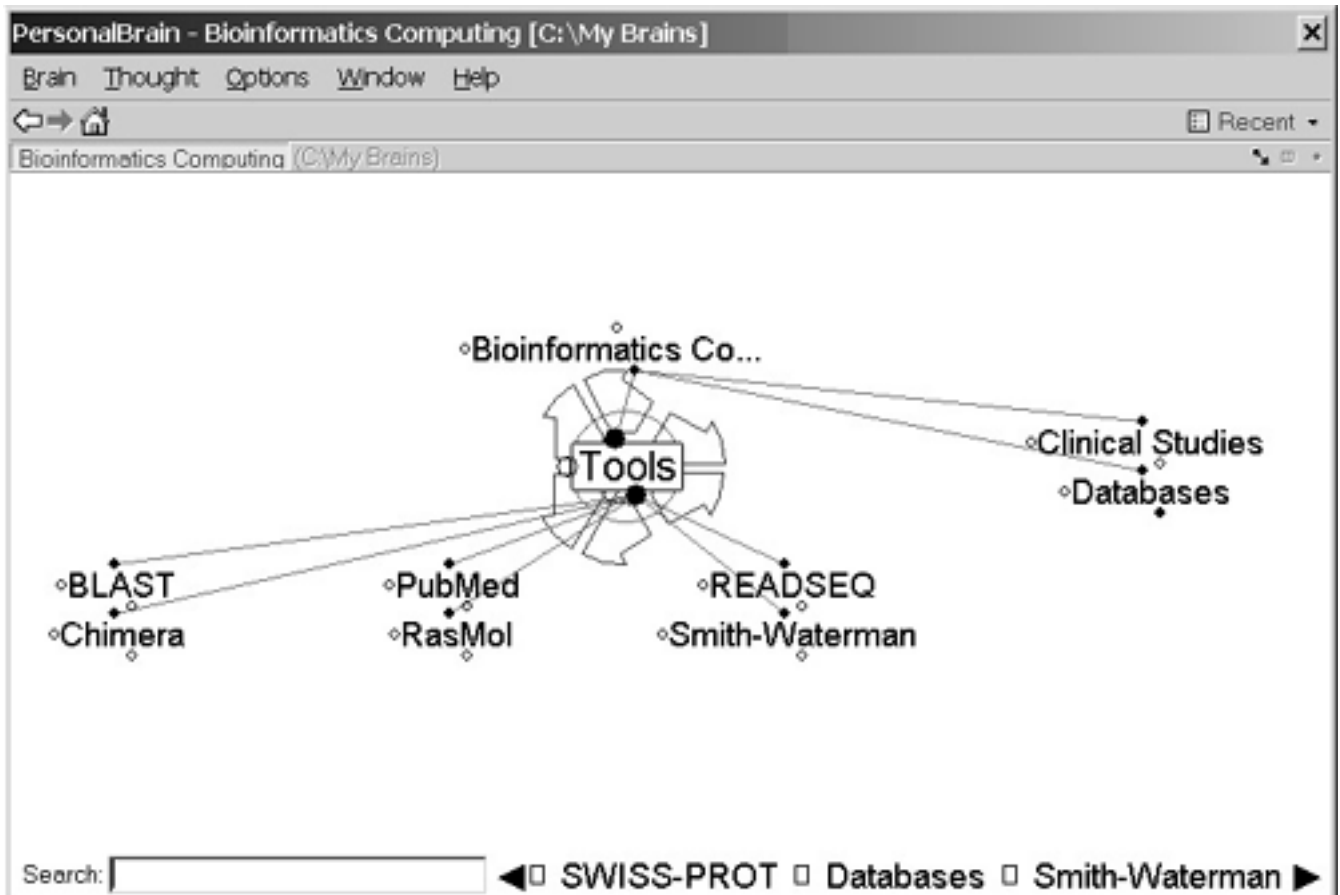 PersonalBrain - Bioinformatics Computing [C:\My Brains]
Brain Thought Options Window Help
Recent
Bioinformatics Computing (C:\My Brains)
Bioinformatics Co...
Tools
Clinical Studies
Databases
BLAST PubMed READSEQ
Chimera RasMol Smith-Waterman
Search: SWISS-PROT Databases Smith-Waterman